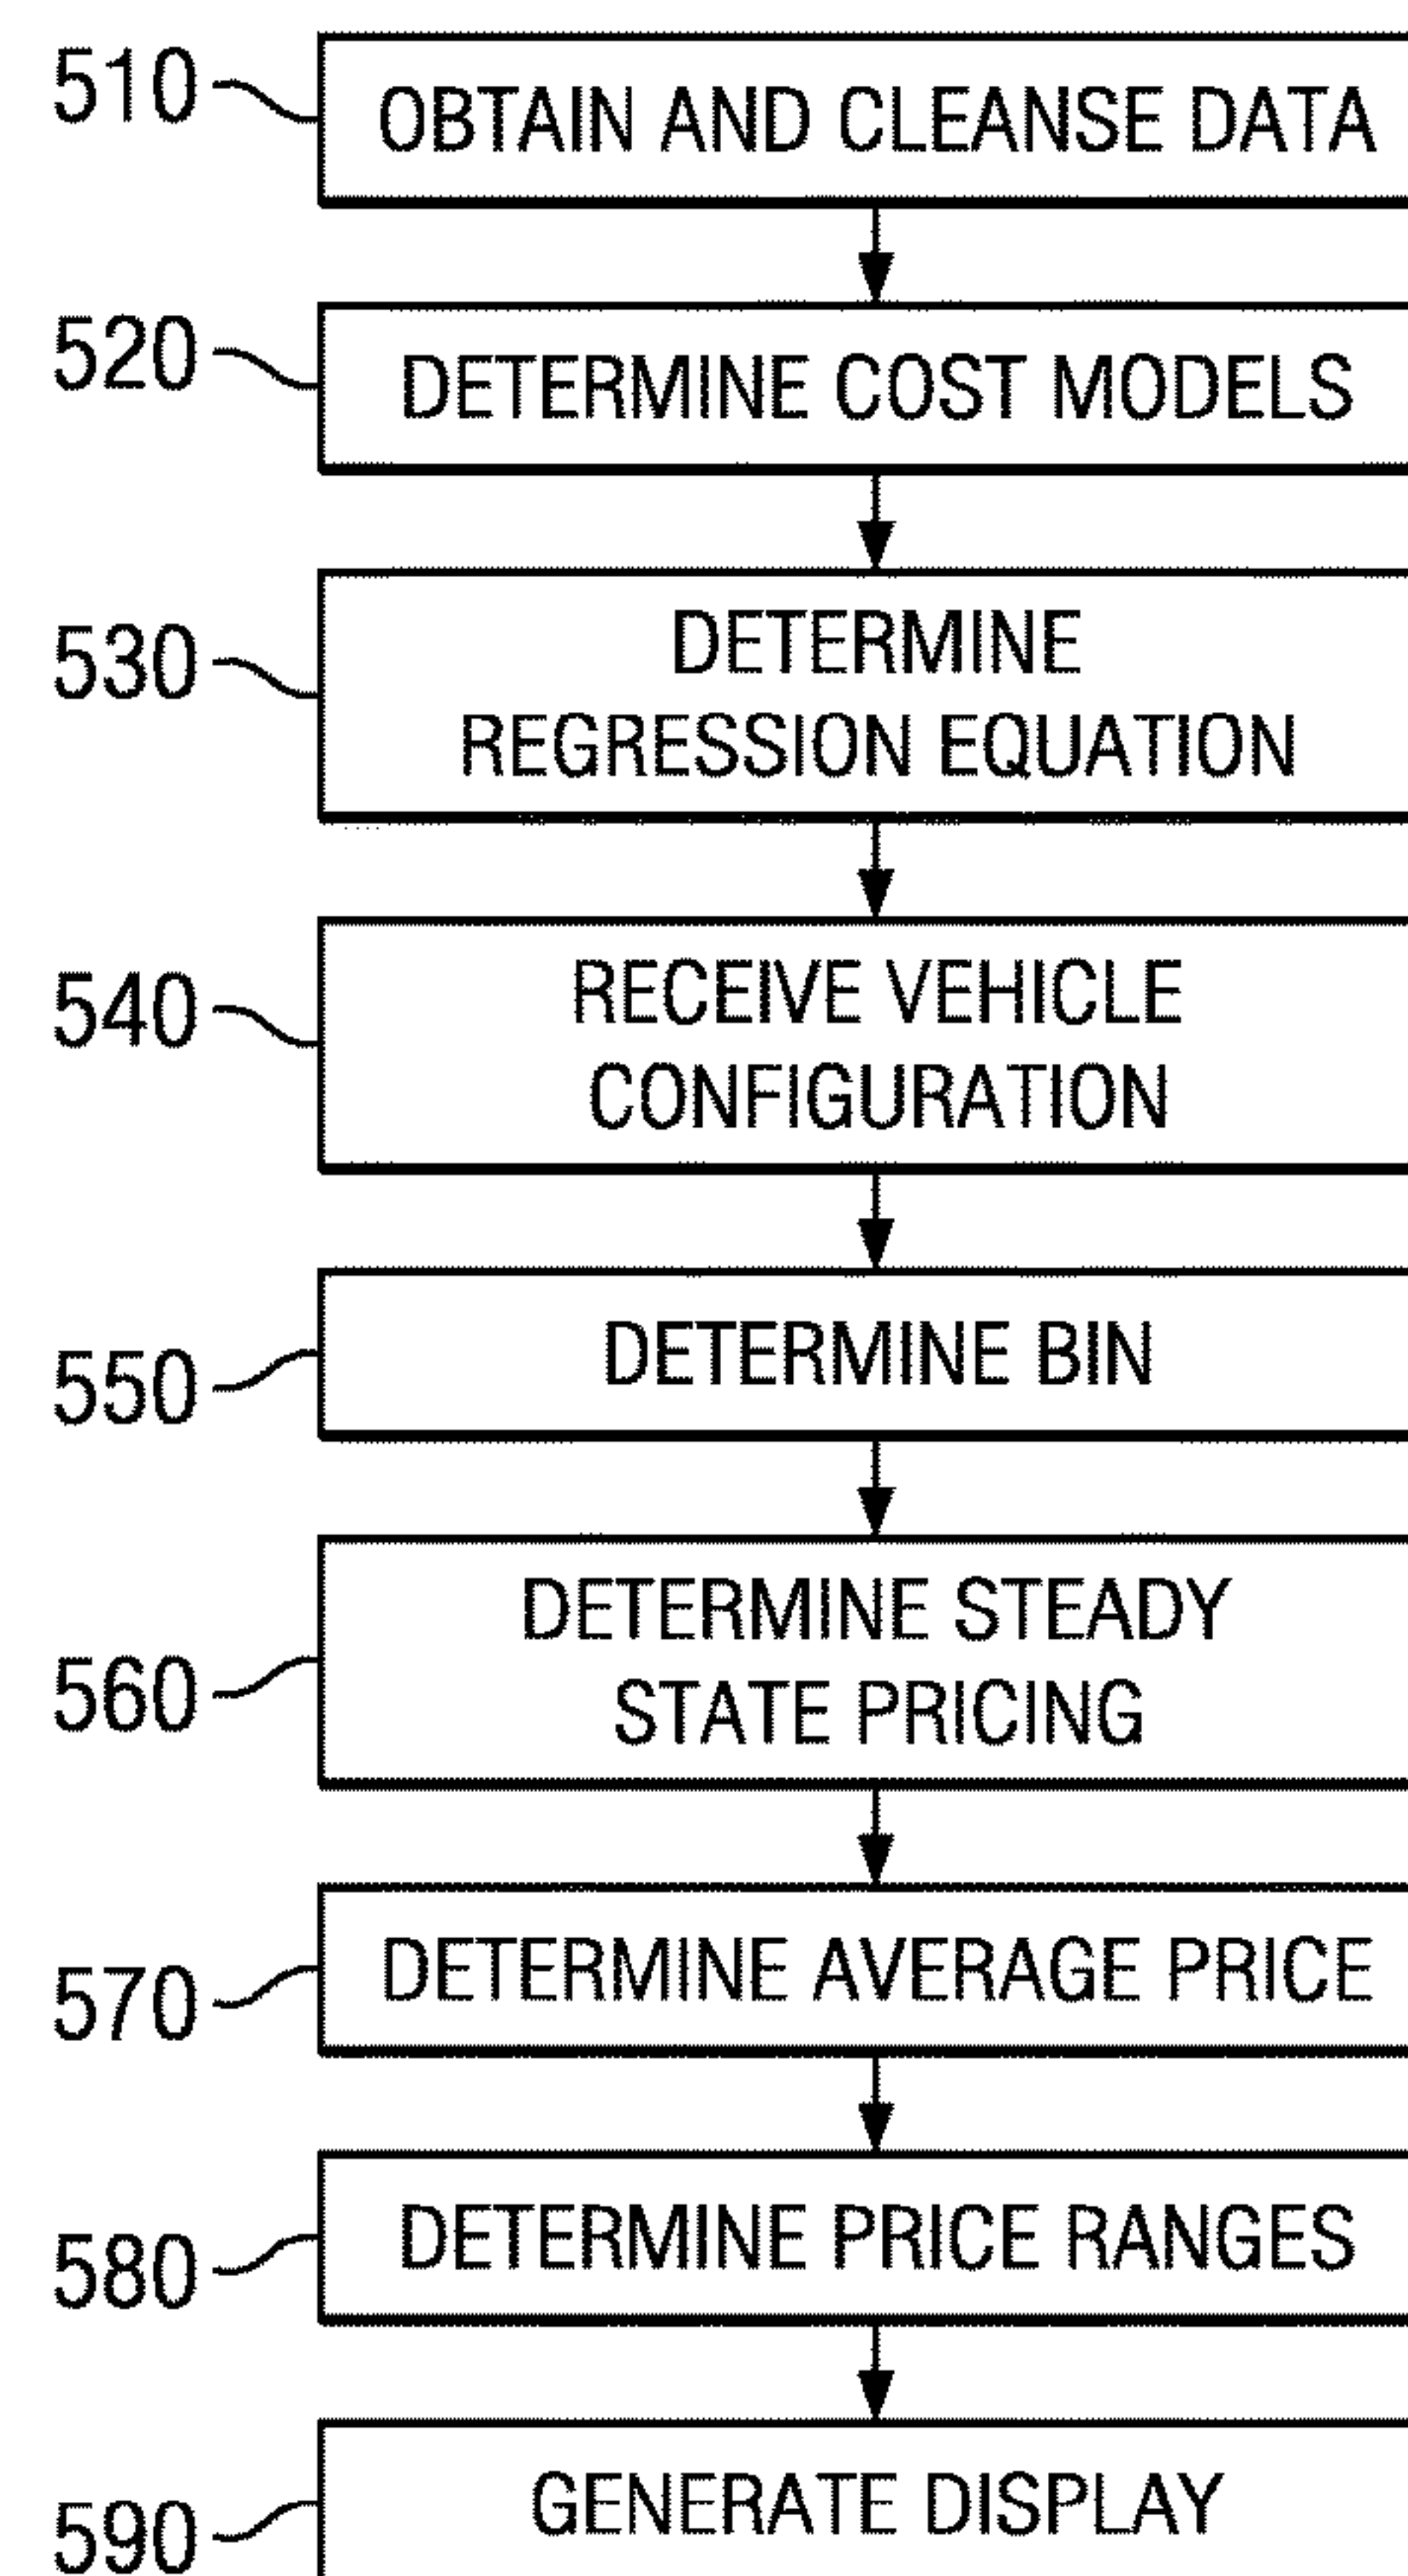 510
OBTAIN AND CLEANSE DATA
520
DETERMINE COST MODELS
530
DETERMINE
REGRESSION EQUATION
540
RECEIVE VEHICLE
CONFIGURATION
550
DETERMINE BIN
560
DETERMINE STEADY
STATE PRICING
570
DETERMINE AVERAGE PRICE
580
DETERMINE PRICE RANGES
590
GENERATE DISPLAY